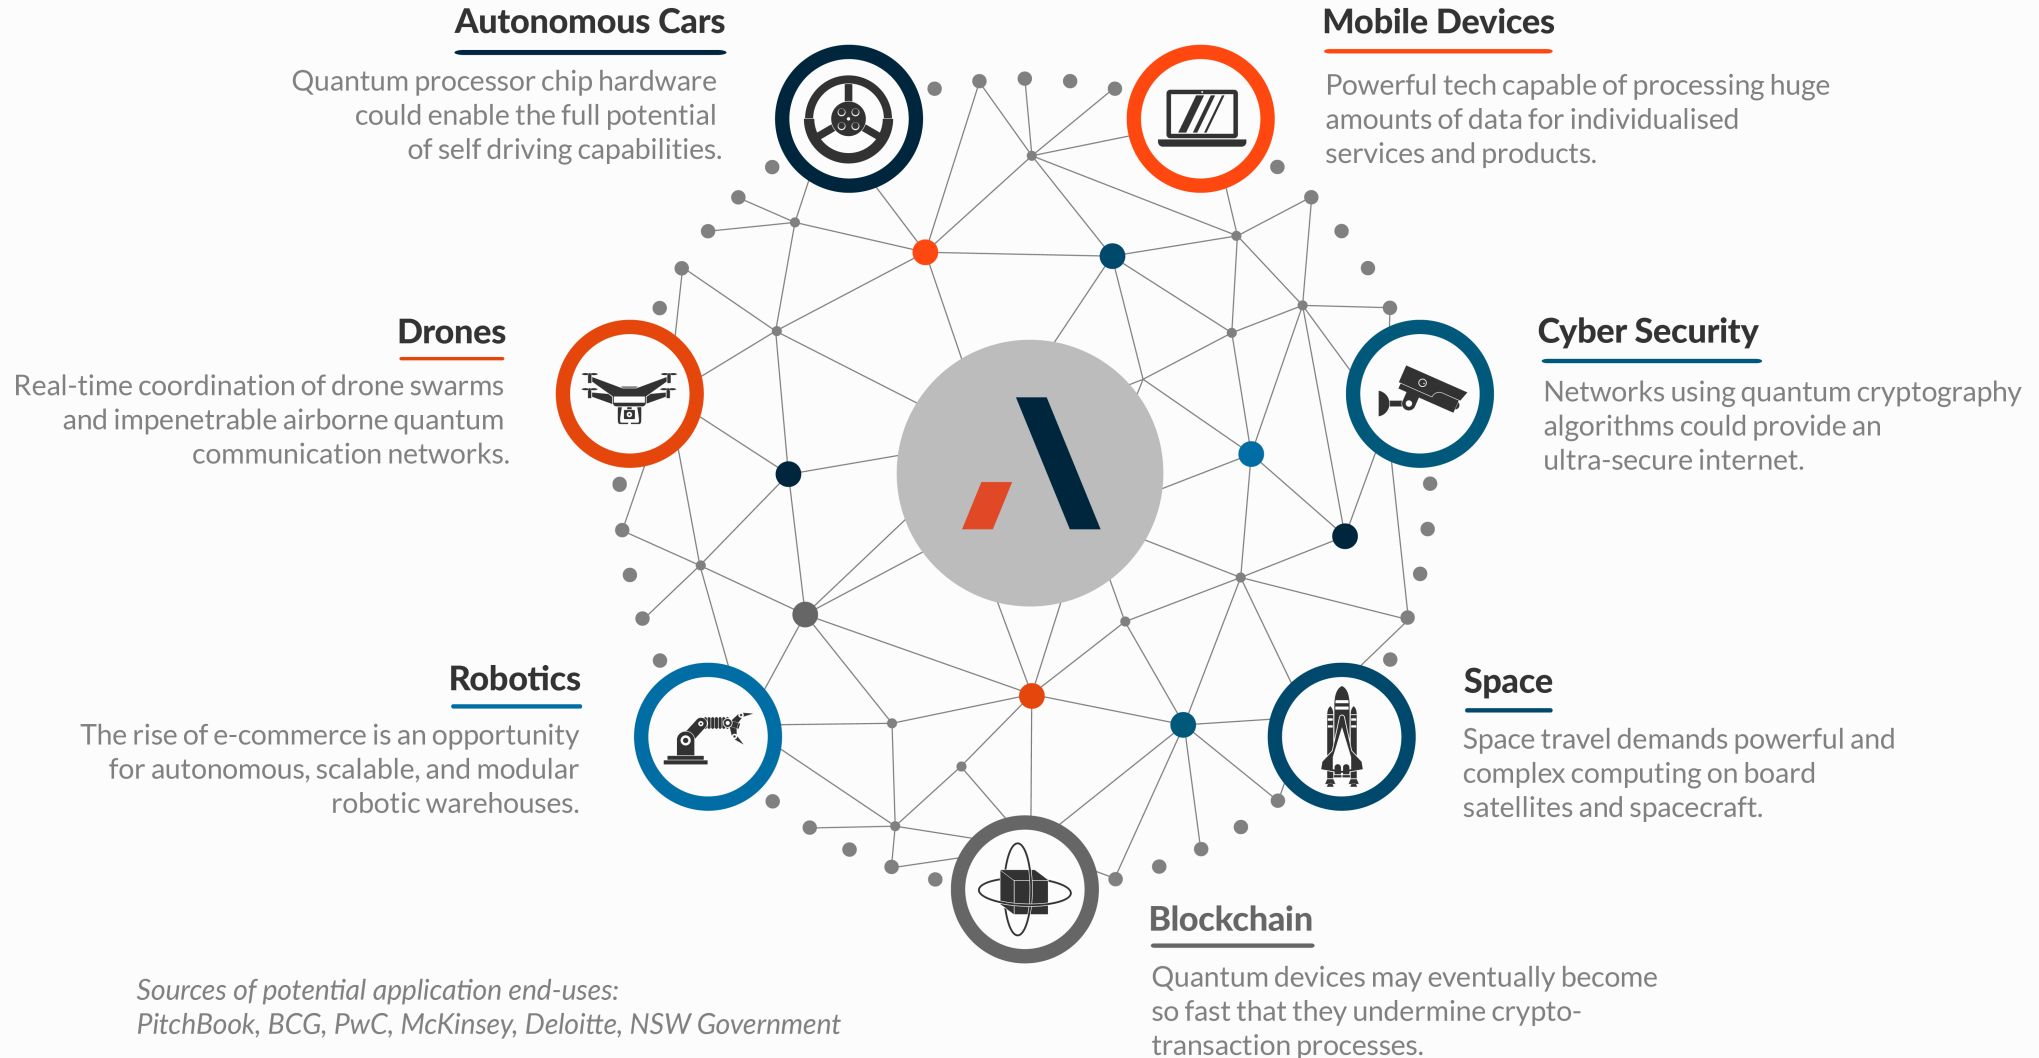 Autonomous Cars
Quantum processor chip hardware
could enable the full potential
of self driving capabilities.
Mobile Devices
Powerful tech capable of processing huge
amounts of data for individualised
services and products.
Drones
Real-time coordination of drone swarms
and impenetrable airborne quantum
communication networks.
Cyber Security
Networks using quantum cryptography
algorithms could provide an
ultra-secure internet.
Robotics
The rise of e-commerce is an opportunity
for autonomous, scalable, and modular
robotic warehouses.
Space
Space travel demands powerful and
complex computing on board
satellites and spacecraft.
Blockchain
Quantum devices may eventually become
so fast that they undermine crypto-
transaction processes.
Sources of potential application end-uses:
PitchBook, BCG, PwC, McKinsey, Deloitte, NSW Government